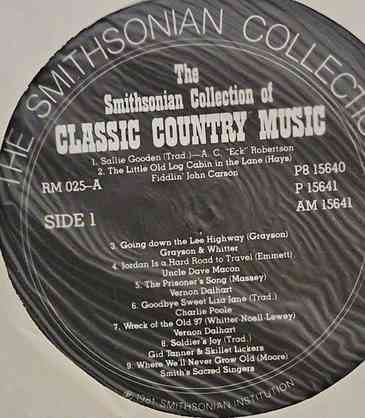 THE SMITHSONIAN COLLECTIO
The
Smithsonian Collection of
CLASSIC COUNTRY MUSIC
1. Sallie Gooden (Trad.)—A. C. "Eck" Robertson
2. The Little Old Log Cabin in the Lane (Hays)
Fiddlin' John Carson
RM 025-A
P8 15640
P 15641
AM 15641
SIDE 1
3. Going down the Lee Highway (Grayson)
Grayson & Whitter
4. Jordan Is a Hard Road to Travel (Emmett)
Uncle Dave Macon
5. The Prisoner's Song (Massey)
Vernon Dalhart
6. Goodbye Sweet Liza Jane (Trad.)
Charlie Poole
7. Wreck of the Old 97 (Whitter-Noell-Lewey)
Vernon Dalhart
8. Soldier's Joy (Trad.)
Gid Tanner & Skillet Lickers
9. Where We'll Never Grow Old (Moore)
Smith's Sacred Singers
℗ 1981 SMITHSONIAN INSTITUTION